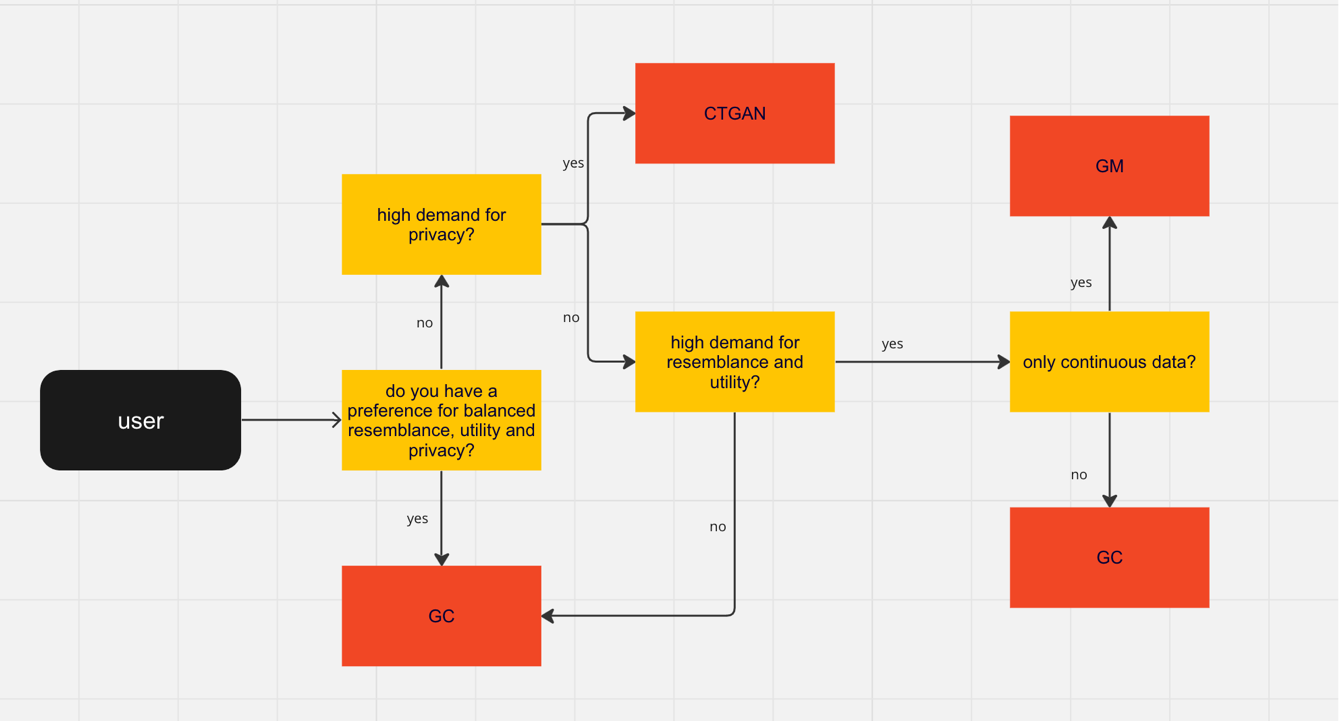 CTGAN
GM
yes
high demand for
privacy?
yes
no
no
high demand for
resemblance and
utility?
yes
only continuous data?
user
do you have a
preference for balanced
resemblance, utility and
privacy?
no
yes
no
GC
GC